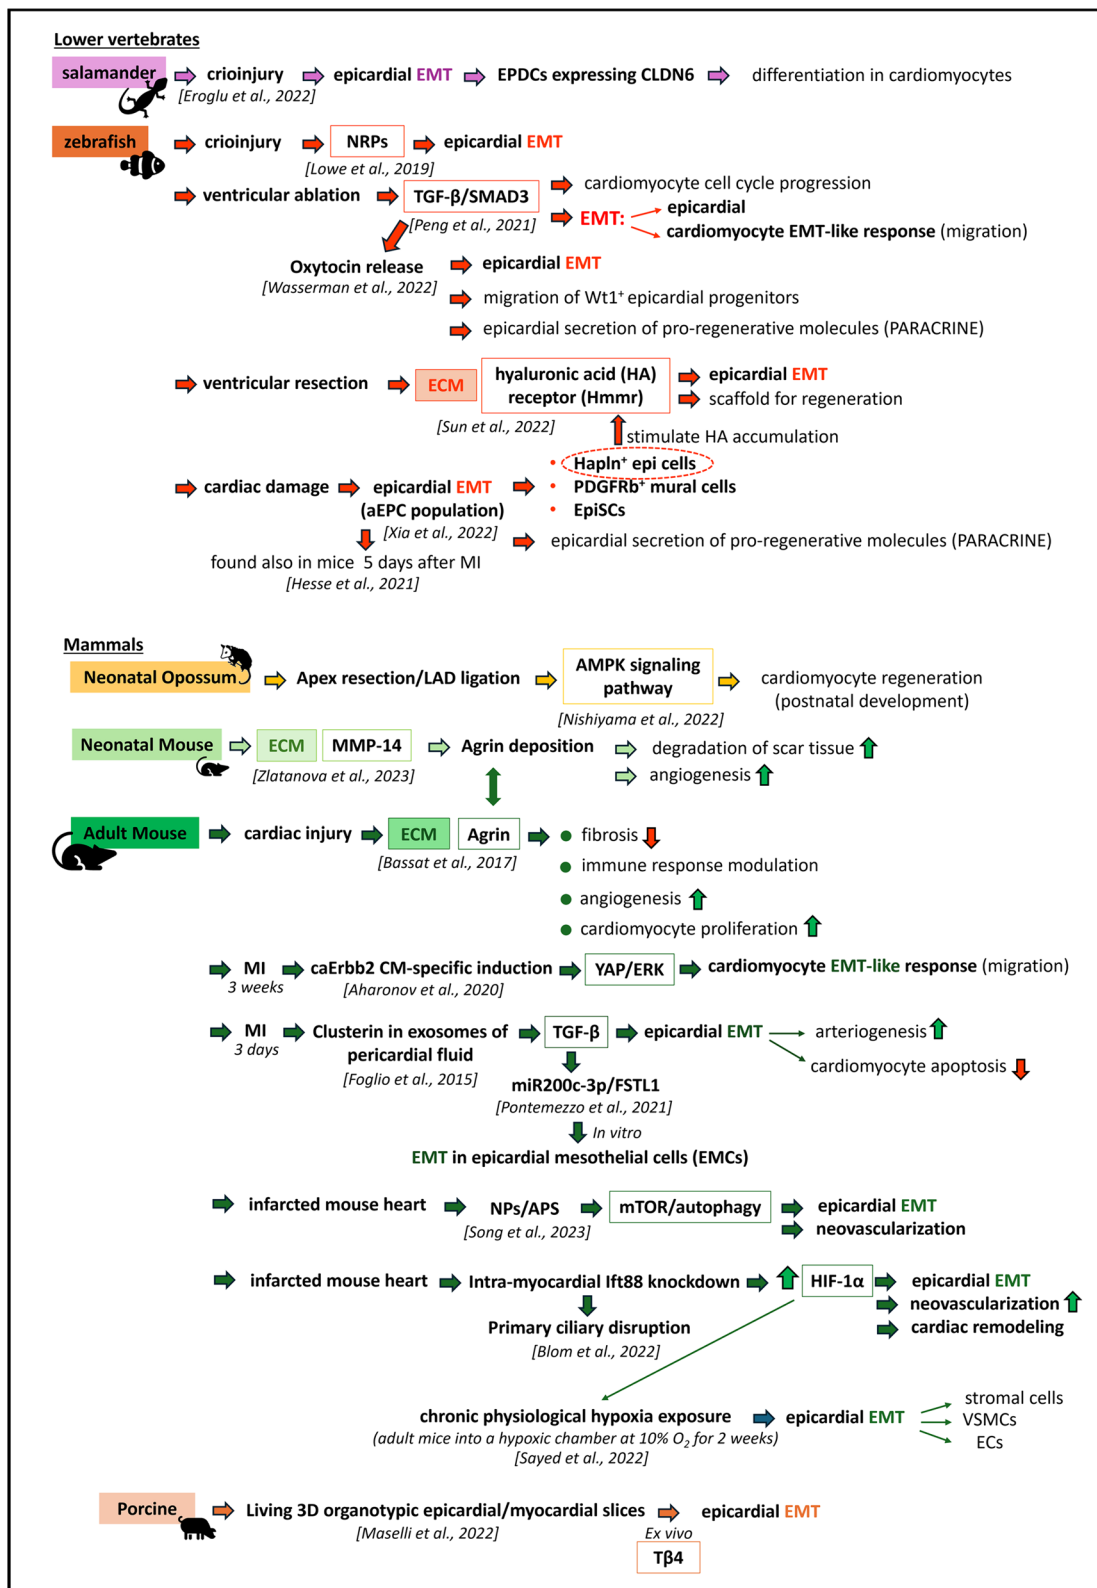 Lower vertebrates
salamander crioinjury epicardial EMT EPDCs expressing CLDN6 differentiation in cardiomyocytes
[Eroglu et al., 2022]
zebrafish crioinjury NRPs epicardial EMT
[Lowe et al., 2019]
ventricular ablation TGF-β/SMAD3 cardiomyocyte cell cycle progression
[Peng et al., 2021] EMT: epicardial
cardiomyocyte EMT-like response (migration)
Oxytocin release epicardial EMT
[Wasserman et al., 2022]
migration of Wt1+ epicardial progenitors
epicardial secretion of pro-regenerative molecules (PARACRINE)
ventricular resection ECM hyaluronic acid (HA) receptor (Hmmr) epicardial EMT
scaffold for regeneration
[Sun et al., 2022]
stimulate HA accumulation
• Hapln+ epi cells
cardiac damage epicardial EMT • PDGFRb+ mural cells
(aEPC population) • EpiSCs
[Xia et al., 2022]
epicardial secretion of pro-regenerative molecules (PARACRINE)
found also in mice 5 days after MI
[Hesse et al., 2021]
Mammals
Neonatal Opossum Apex resection/LAD ligation AMPK signaling pathway cardiomyocyte regeneration
(postnatal development)
[Nishiyama et al., 2022]
Neonatal Mouse ECM MMP-14 Agrin deposition degradation of scar tissue
[Zlatanova et al., 2023] angiogenesis
Adult Mouse cardiac injury ECM Agrin • fibrosis
[Bassat et al., 2017]
• immune response modulation
• angiogenesis
• cardiomyocyte proliferation
MI caErbb2 CM-specific induction YAP/ERK cardiomyocyte EMT-like response (migration)
3 weeks [Aharonov et al., 2020]
MI Clusterin in exosomes of TGF-β epicardial EMT arteriogenesis
3 days pericardial fluid
cardiomyocyte apoptosis
[Foglio et al., 2015]
miR200c-3p/FSTL1
[Pontemezzo et al., 2021]
In vitro
EMT in epicardial mesothelial cells (EMCs)
infarcted mouse heart NPs/APS mTOR/autophagy epicardial EMT
[Song et al., 2023] neovascularization
infarcted mouse heart Intra-myocardial Ift88 knockdown HIF-1α epicardial EMT
neovascularization
Primary ciliary disruption cardiac remodeling
[Blom et al., 2022]
stromal cells
chronic physiological hypoxia exposure epicardial EMT VSMCs
(adult mice into a hypoxic chamber at 10% O2 for 2 weeks) ECs
[Sayed et al., 2022]
Porcine Living 3D organotypic epicardial/myocardial slices epicardial EMT
[Maselli et al., 2022] Ex vivo
Tβ4